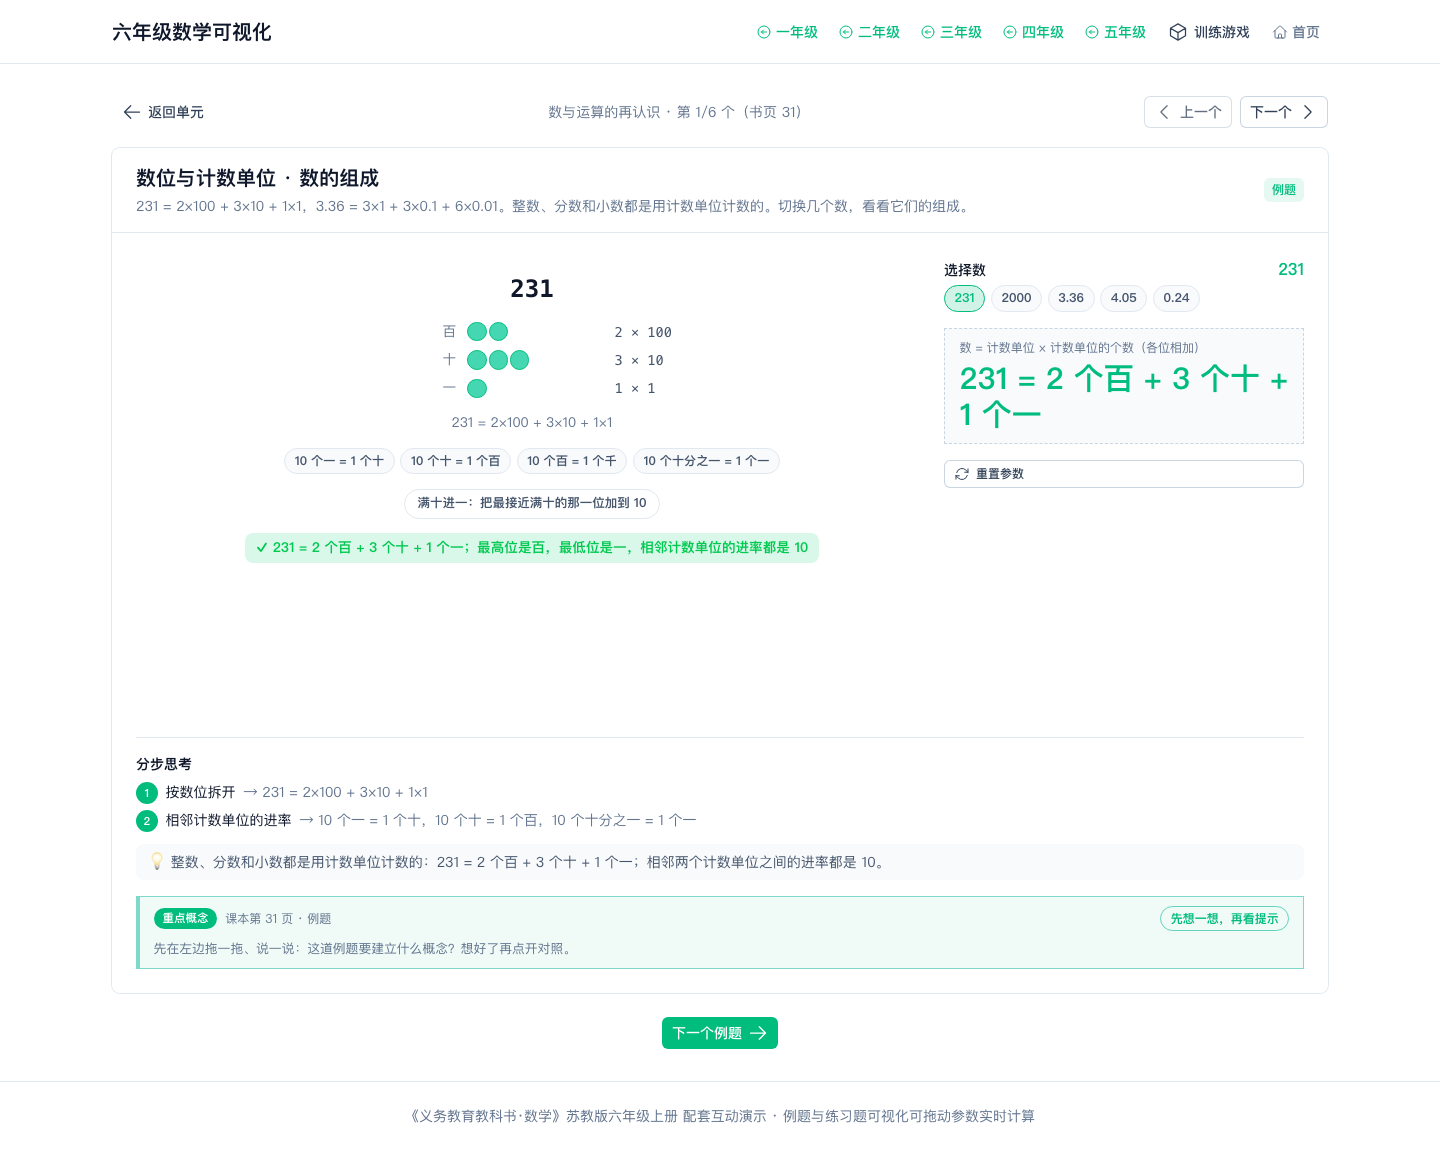 六年级数学可视化
一年级 二年级 三年级 四年级 五年级 训练游戏 首页
返回单元
数与运算的再认识 · 第 1/6 个（书页 31）
上一个 下一个
数位与计数单位 · 数的组成
231 = 2×100 + 3×10 + 1×1，3.36 = 3×1 + 3×0.1 + 6×0.01。整数、分数和小数都是用计数单位计数的。切换几个数，看看它们的组成。
例题
231
百 2 × 100
十 3 × 10
一 1 × 1
231 = 2×100 + 3×10 + 1×1
10 个一 = 1 个十 10 个十 = 1 个百 10 个百 = 1 个千 10 个十分之一 = 1 个一
满十进一：把最接近满十的那一位加到 10
✓ 231 = 2 个百 + 3 个十 + 1 个一；最高位是百，最低位是一，相邻计数单位的进率都是 10
选择数 231
231 2000 3.36 4.05 0.24
数 = 计数单位 × 计数单位的个数（各位相加）
231 = 2 个百 + 3 个十 +
1 个一
重置参数
分步思考
1 按数位拆开 → 231 = 2×100 + 3×10 + 1×1
2 相邻计数单位的进率 → 10 个一 = 1 个十，10 个十 = 1 个百，10 个十分之一 = 1 个一
💡 整数、分数和小数都是用计数单位计数的：231 = 2 个百 + 3 个十 + 1 个一；相邻两个计数单位之间的进率都是 10。
重点概念 课本第 31 页 · 例题
先想一想，再看提示
先在左边拖一拖、说一说：这道例题要建立什么概念？想好了再点开对照。
下一个例题 →
《义务教育教科书·数学》苏教版六年级上册 配套互动演示 · 例题与练习题可视化可拖动参数实时计算